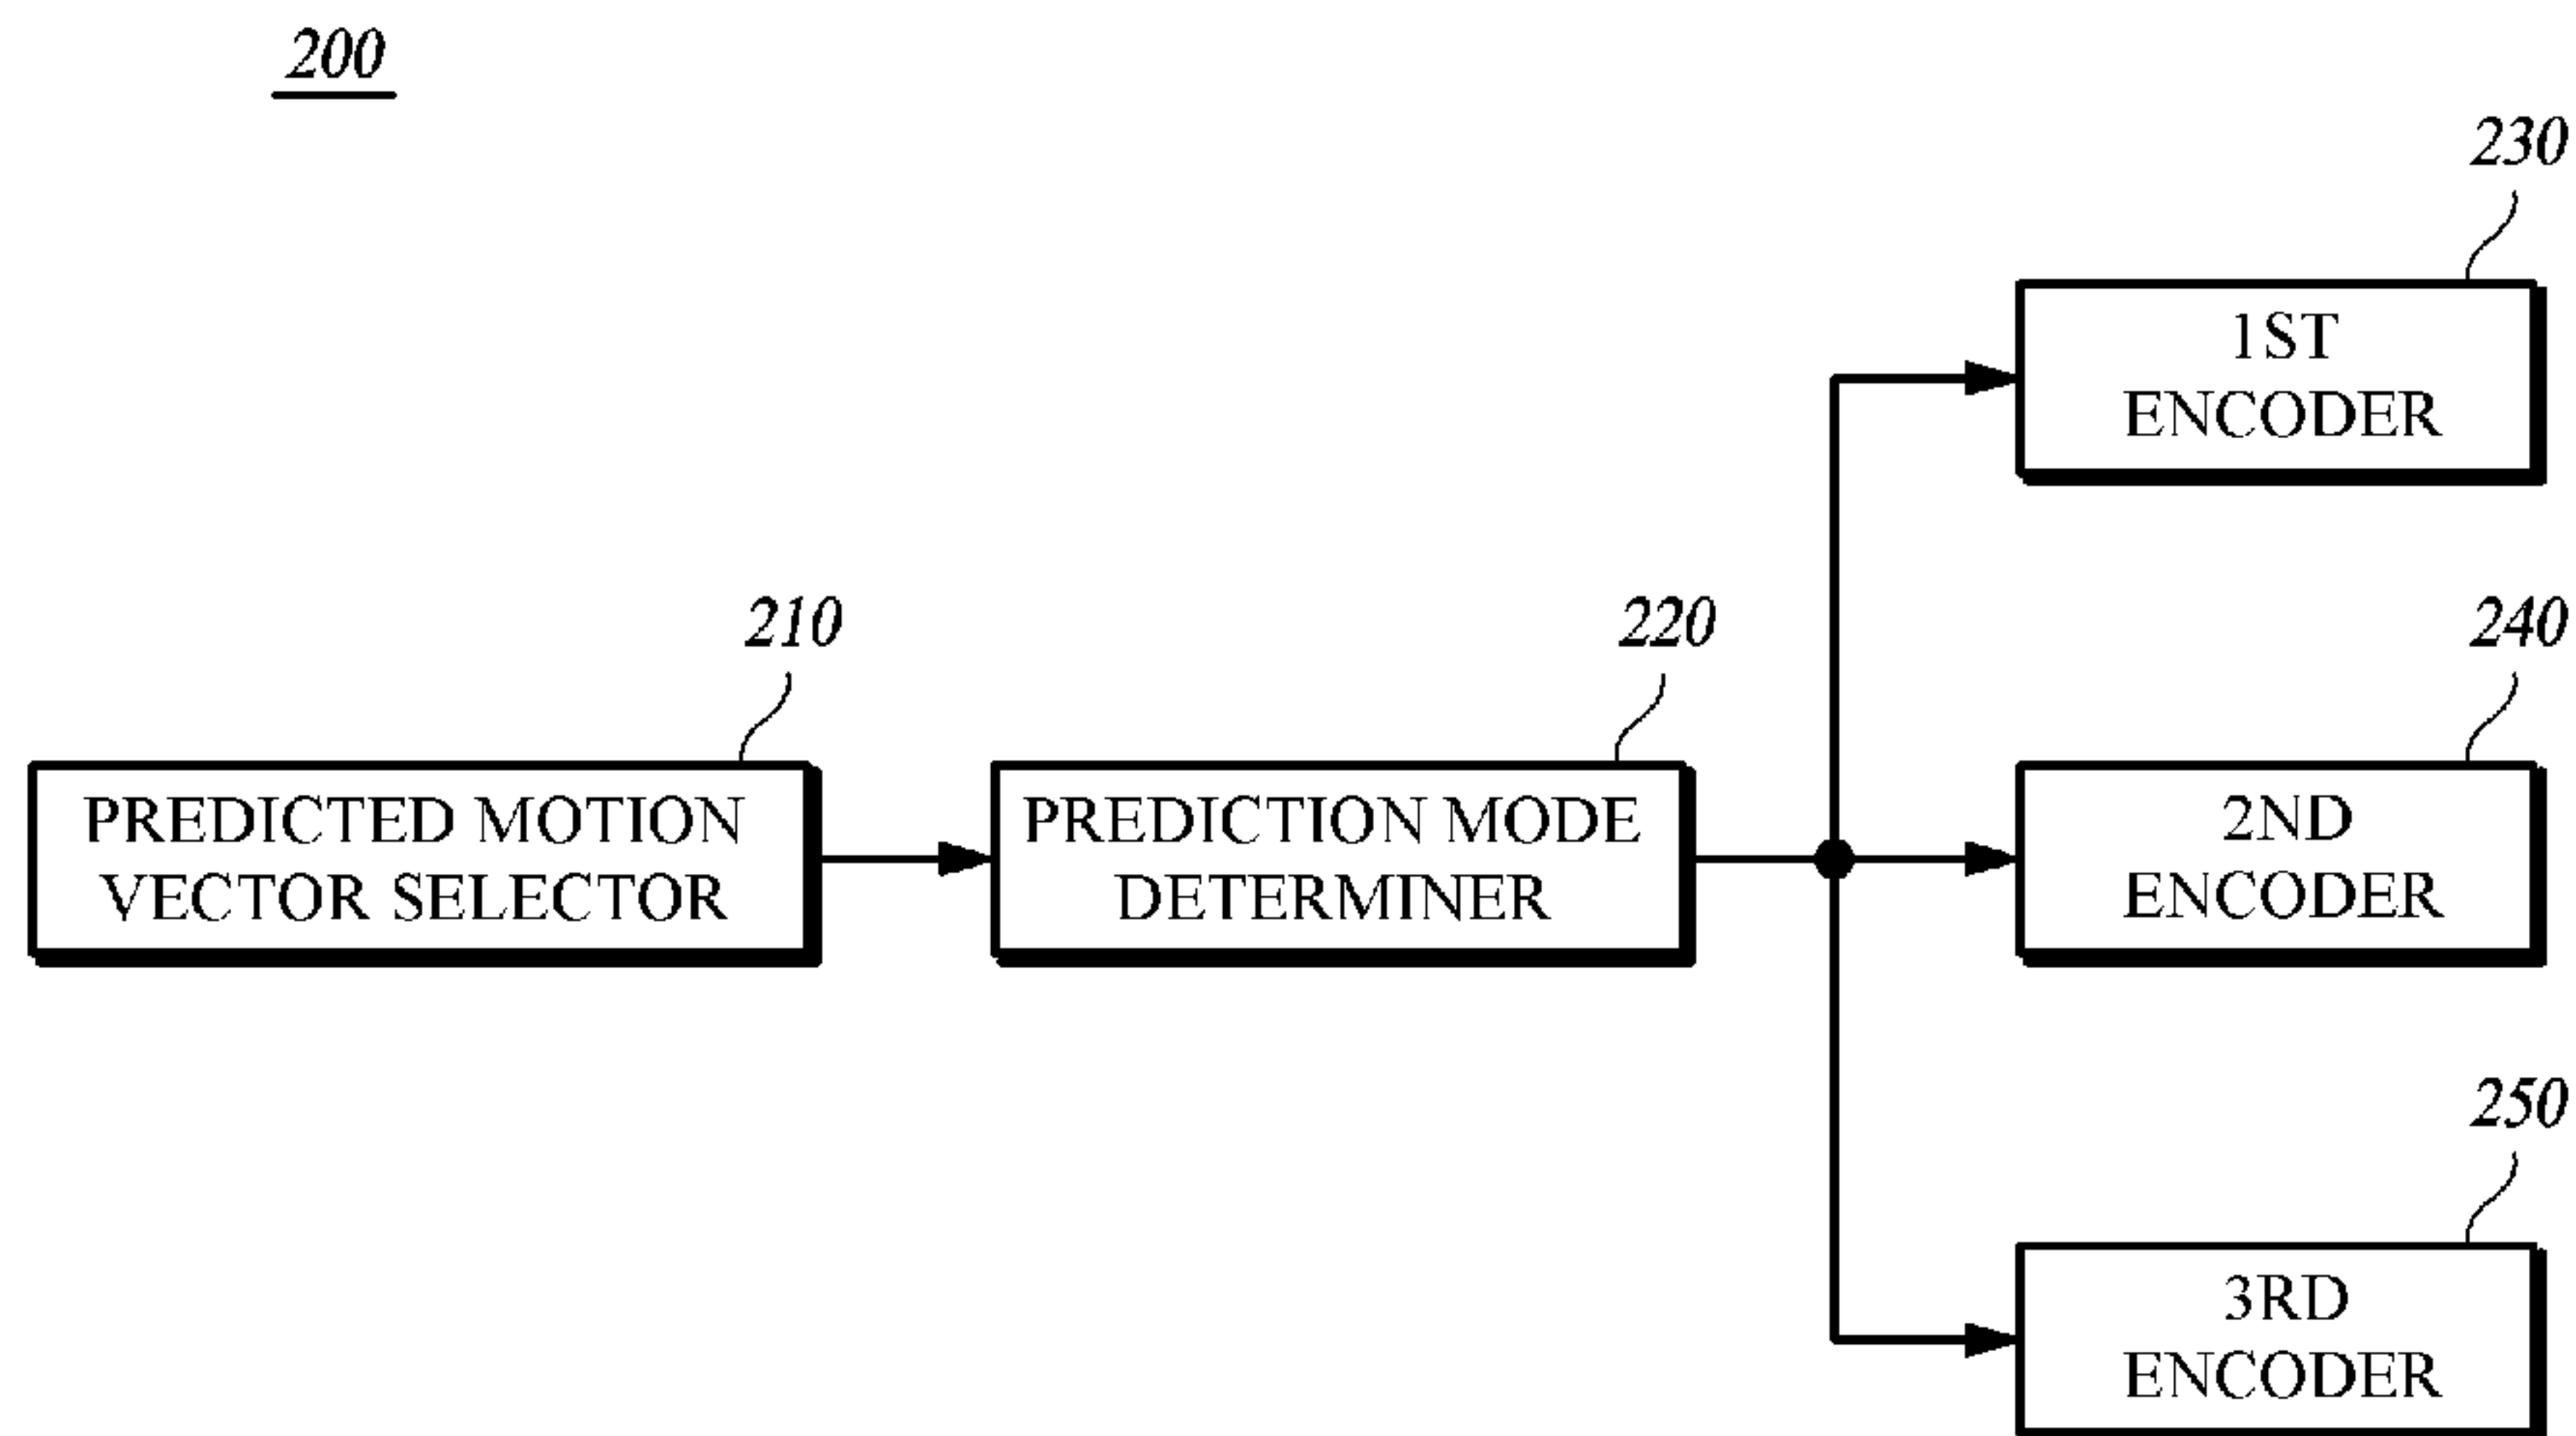 200
230
1ST
ENCODER
210
220
240
PREDICTED MOTION
VECTOR SELECTOR
PREDICTION MODE
DETERMINER
2ND
ENCODER
250
3RD
ENCODER